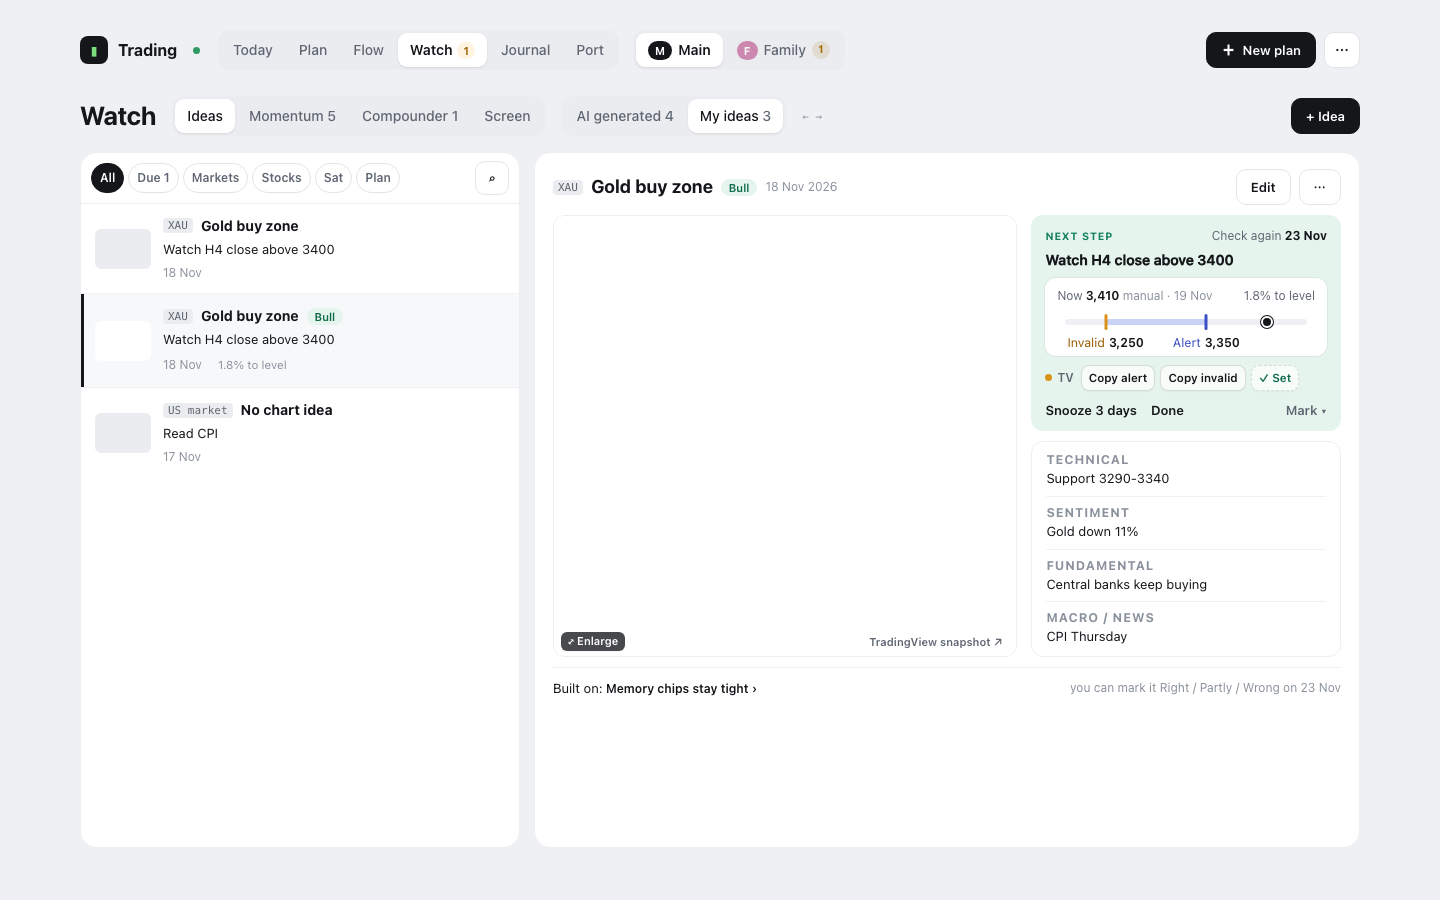 Trading
Today Plan Flow Watch 1 Journal Port
M Main F Family 1
+ New plan ···
Watch
Ideas Momentum 5 Compounder 1 Screen
AI generated 4 My ideas 3 ← →
+ Idea
All Due 1 Markets Stocks Sat Plan
XAU Gold buy zone
Watch H4 close above 3400
18 Nov
XAU Gold buy zone Bull
Watch H4 close above 3400
18 Nov 1.8% to level
US market No chart idea
Read CPI
17 Nov
XAU Gold buy zone Bull 18 Nov 2026
Edit ···
Enlarge
TradingView snapshot ↗
NEXT STEP Check again 23 Nov
Watch H4 close above 3400
Now 3,410 manual · 19 Nov 1.8% to level
Invalid 3,250 Alert 3,350
TV Copy alert Copy invalid ✓ Set
Snooze 3 days Done Mark ▾
TECHNICAL
Support 3290-3340
SENTIMENT
Gold down 11%
FUNDAMENTAL
Central banks keep buying
MACRO / NEWS
CPI Thursday
Built on: Memory chips stay tight ›
you can mark it Right / Partly / Wrong on 23 Nov